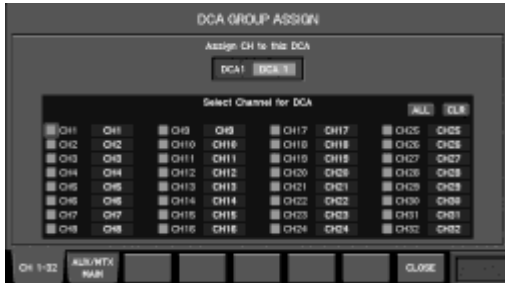 DCA GROUP ASSIGN
Assign CH to this DCA
DCA1 DCA 1
Select Channel for DCA
ALL CLR
CH1 CH1 CH9 CH9 CH17 CH17 CH25 CH25
CH2 CH2 CH10 CH10 CH18 CH18 CH26 CH26
CH3 CH3 CH11 CH11 CH19 CH19 CH27 CH27
CH4 CH4 CH12 CH12 CH20 CH20 CH28 CH28
CH5 CH5 CH13 CH13 CH21 CH21 CH29 CH29
CH6 CH6 CH14 CH14 CH22 CH22 CH30 CH30
CH7 CH7 CH15 CH15 CH23 CH23 CH31 CH31
CH8 CH8 CH16 CH16 CH24 CH24 CH32 CH32
CH 1-32 AUX/MTX MAIN CLOSE